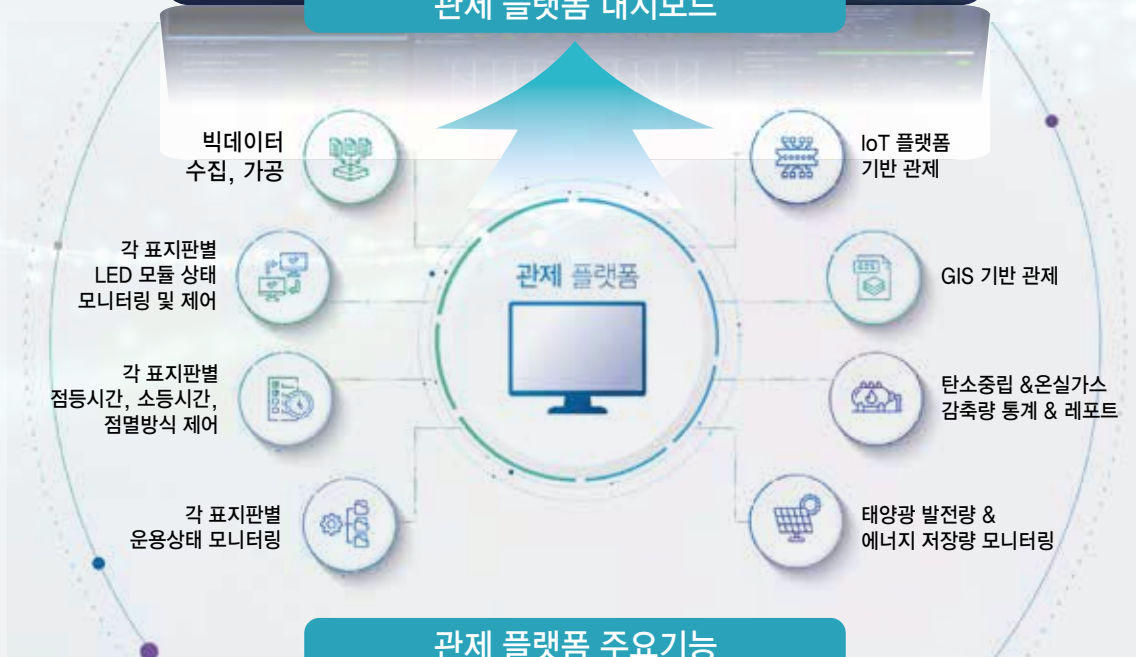 관제 플랫폼 대시보드
빅데이터
수집, 가공
IoT 플랫폼
기반 관제
각 표지판별
LED 모듈 상태
모니터링 및 제어
관제 플랫폼
GIS 기반 관제
각 표지판별
점등시간, 소등시간,
점멸방식 제어
탄소중립 &온실가스
감축량 통계 & 레포트
각 표지판별
운용상태 모니터링
태양광 발전량 &
에너지 저장량 모니터링
관제 플랫폼 주요기능